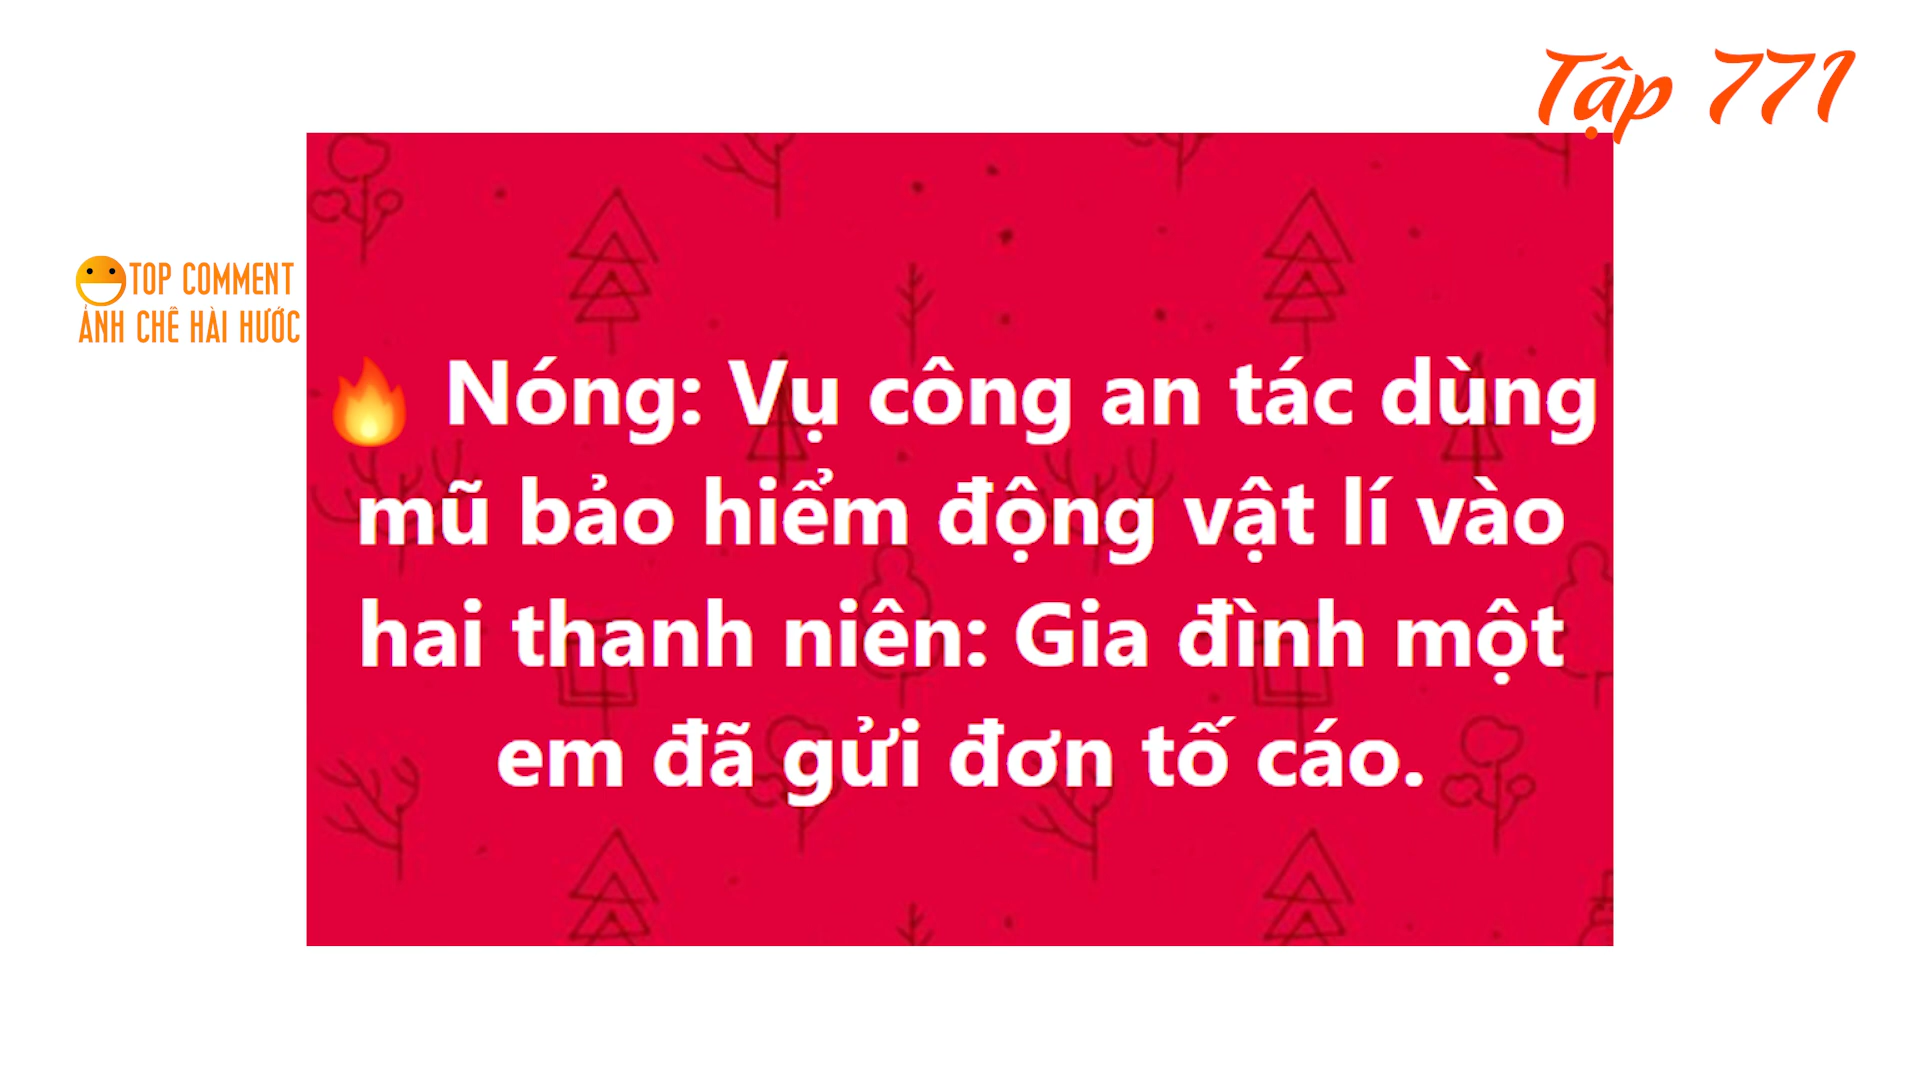 Tập 771
TOP COMMENT
ẢNH CHẾ HÀI HƯỚC
🔥 Nóng: Vụ công an tác dùng
mũ bảo hiểm động vật lí vào
hai thanh niên: Gia đình một
em đã gửi đơn tố cáo.